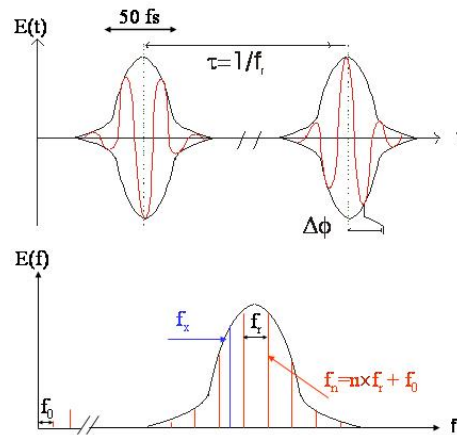 50 fs
E(t)
τ=1/fr
Δϕ
E(f)
fx
fr
f0
fn=n×fr + f0
f